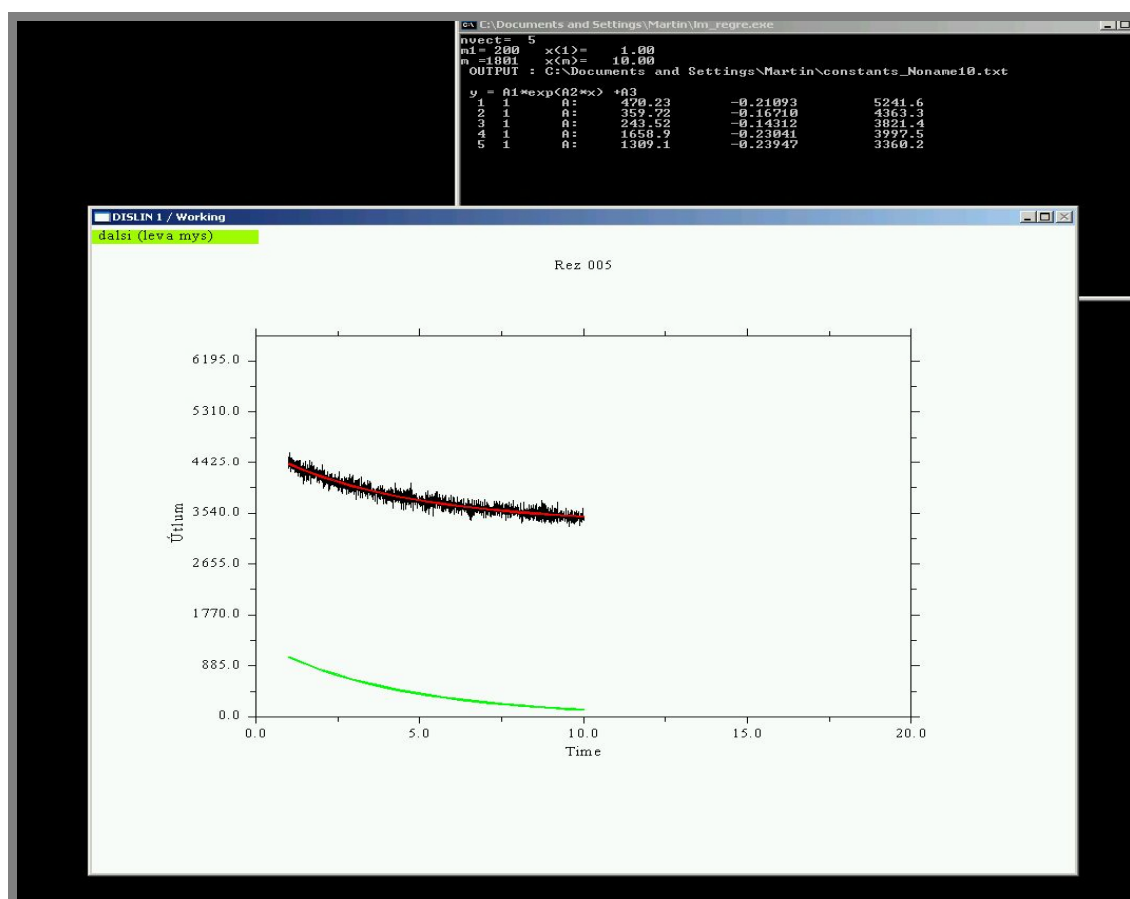 C:\Documents and Settings\Martin\lm_regre.exe
nvect= 5
m1= 200 x(1)= 1.00
m =1801 x(m)= 10.00
OUTPUT : C:\Documents and Settings\Martin\constants_Noname10.txt
y = A1*exp(A2*x) +A3
1 1 A: 470.23 -0.21093 5241.6
2 1 A: 359.72 -0.16710 4363.3
3 1 A: 243.52 -0.14312 3821.4
4 1 A: 1658.9 -0.23041 3997.5
5 1 A: 1309.1 -0.23947 3360.2
DISLIN 1 / Working
dalsi (leva mys)
Rez 005
6195.0
5310.0
4425.0
3540.0
2655.0
1770.0
885.0
0.0
Útlum
0.0 5.0 10.0 15.0 20.0
Time